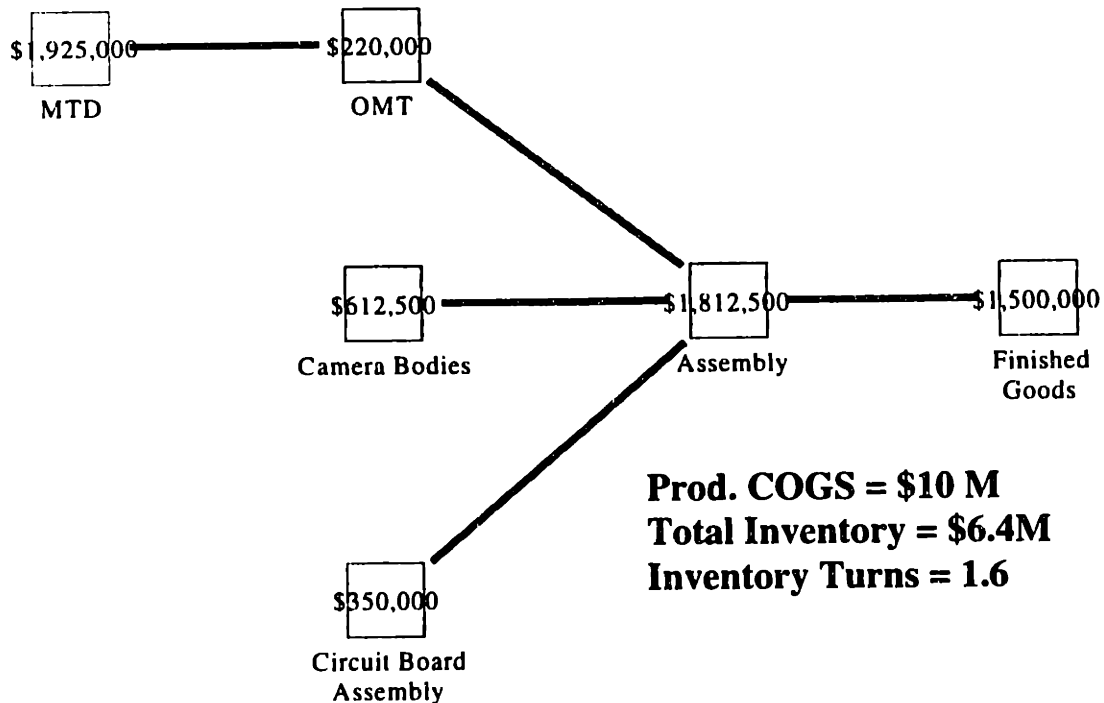 $1,925,000
MTD
$220,000
OMT
$612,500
Camera Bodies
$1,812,500
Assembly
$1,500,000
Finished
Goods
$350,000
Circuit Board
Assembly
Prod. COGS = $10 M
Total Inventory = $6.4M
Inventory Turns = 1.6